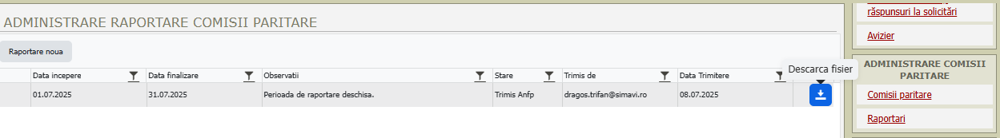 ADMINISTRARE RAPORTARE COMISII PARITARE
Raportare noua
Data incepere Data finalizare Observatii Stare Trimis de Data Trimitere
Descarca fisier
01.07.2025 31.07.2025 Perioada de raportare deschisa. Trimis Anfp dragos.trifan@simavi.ro 08.07.2025
răspunsuri la solicitări
Avizier
ADMINISTRARE COMISII
PARITARE
Comisii paritare
Raportari